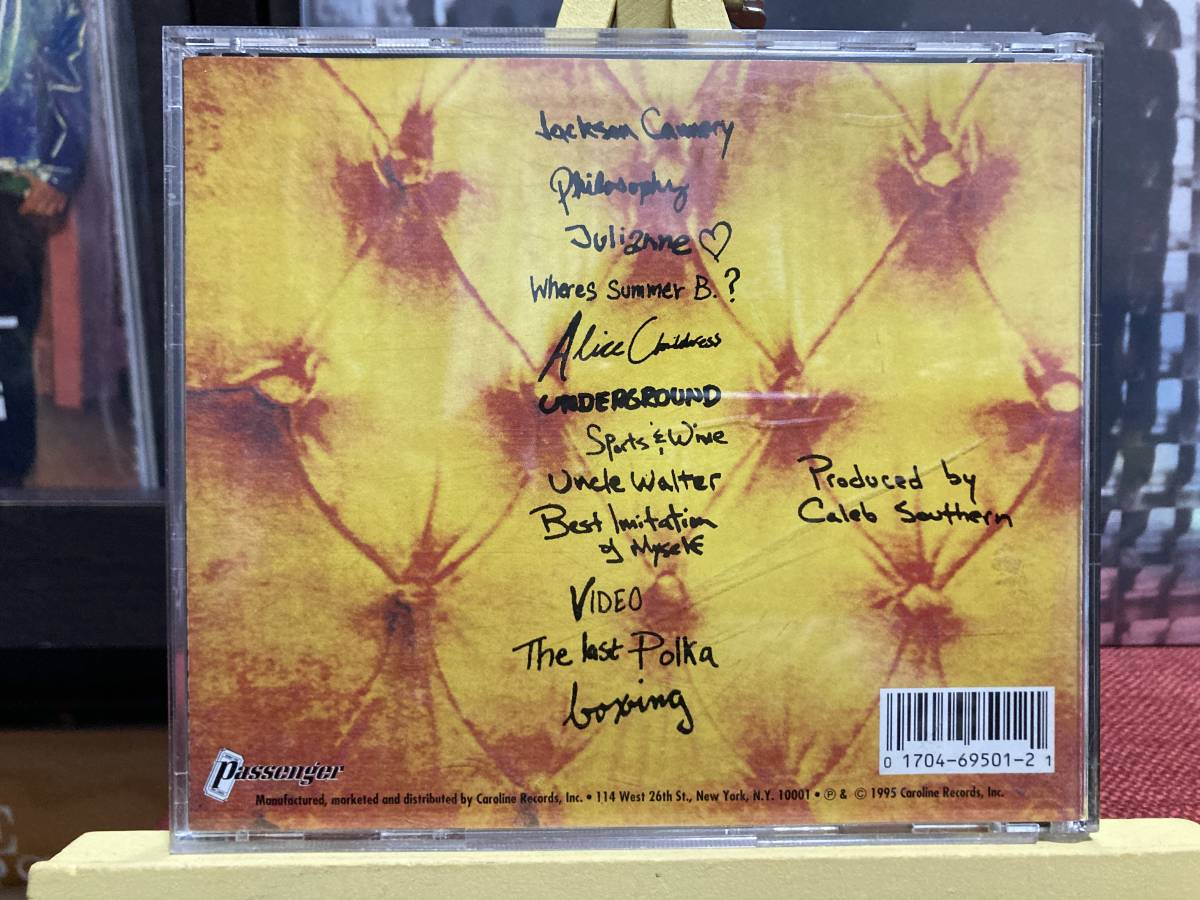 Jackson Cannery
Philosophy
Julianne♡
Wheres Summer B.?
Alice Childress
UNDERGROUND
Sports & Wine
Uncle Walter
Best Imitation
of Myself
VIDEO
The last Polka
boxing
Produced by
Caleb Southern
0 1704-69501-2 1
Passenger
Manufactured, marketed and distributed by Caroline Records, Inc. • 114 West 26th St., New York, N.Y. 10001 • ℗ & © 1995 Caroline Records, Inc.